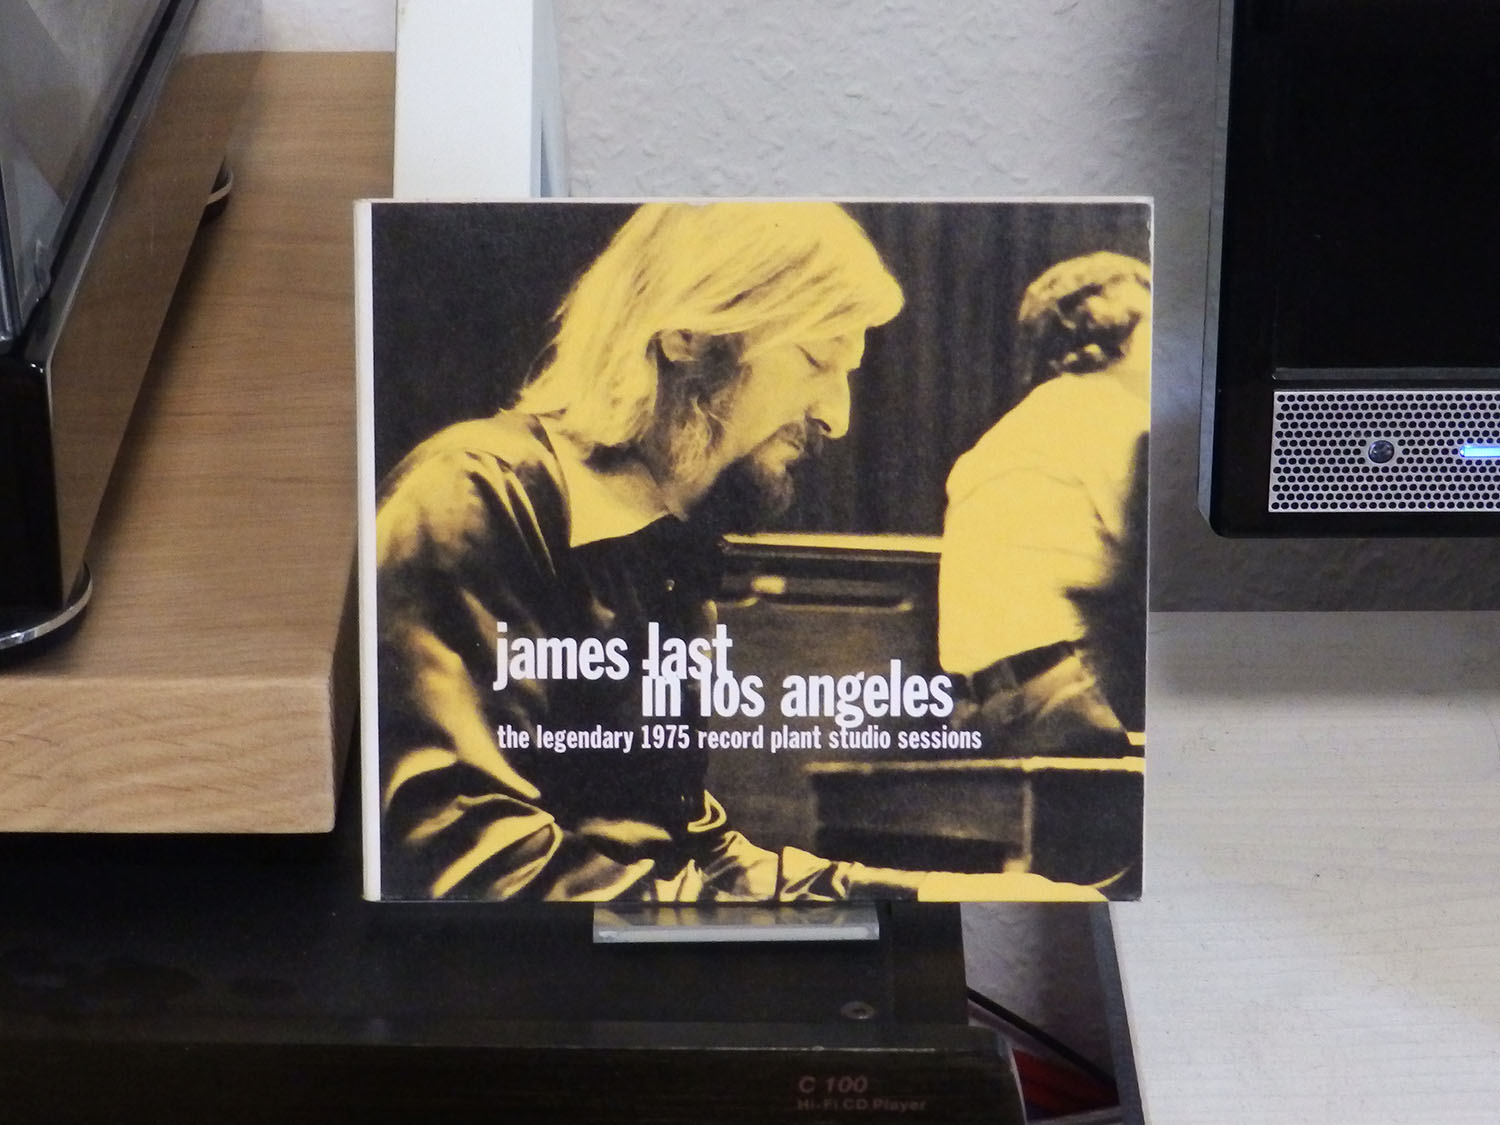 james last
in los angeles
the legendary 1975 record plant studio sessions
C 100
Hi-Fi CD Player